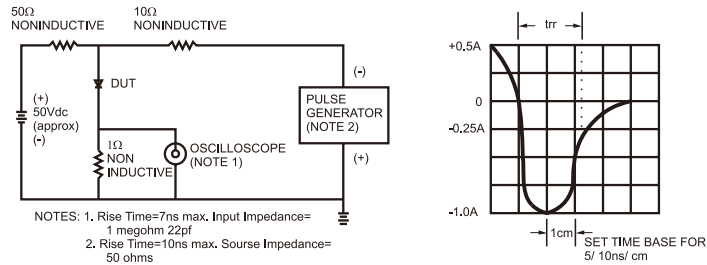 50Ω
NONINDUCTIVE
10Ω
NONINDUCTIVE
trr
+0.5A
(-)
DUT
(+)
50Vdc
(approx)
(-)
PULSE
GENERATOR
(NOTE 2)
0
-0.25A
1Ω
NON
INDUCTIVE
OSCILLOSCOPE
(NOTE 1)
(+)
-1.0A
1cm
SET TIME BASE FOR
5/ 10ns/ cm
NOTES: 1. Rise Time=7ns max. Input Impedance=
1 megohm 22pf
2. Rise Time=10ns max. Sourse Impedance=
50 ohms